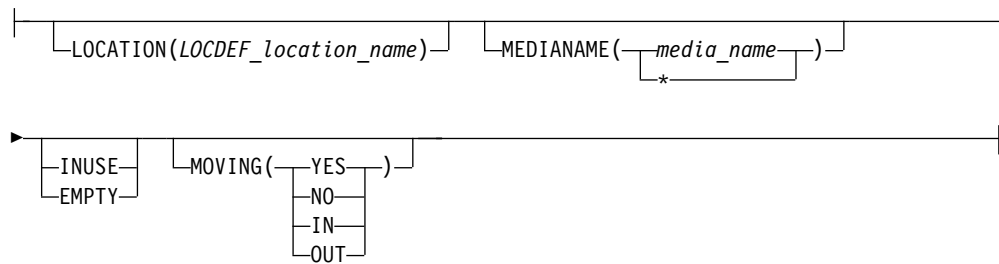 LOCATION(LOCDEF_location_name) MEDIANAME( media_name )
*
INUSE MOVING( YES )
EMPTY NO
IN
OUT